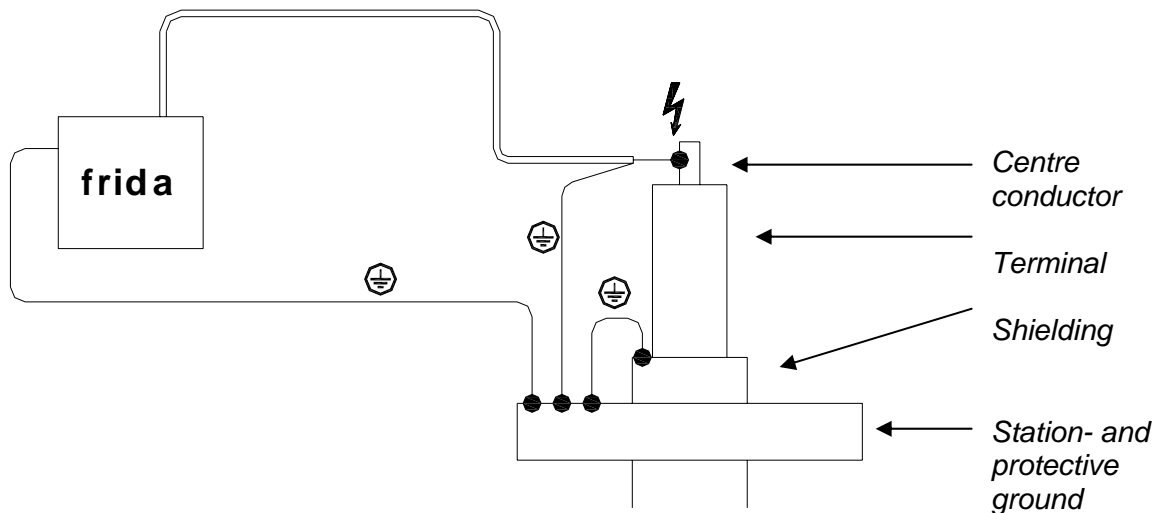 frida
Centre
conductor
Terminal
Shielding
Station- and
protective
ground